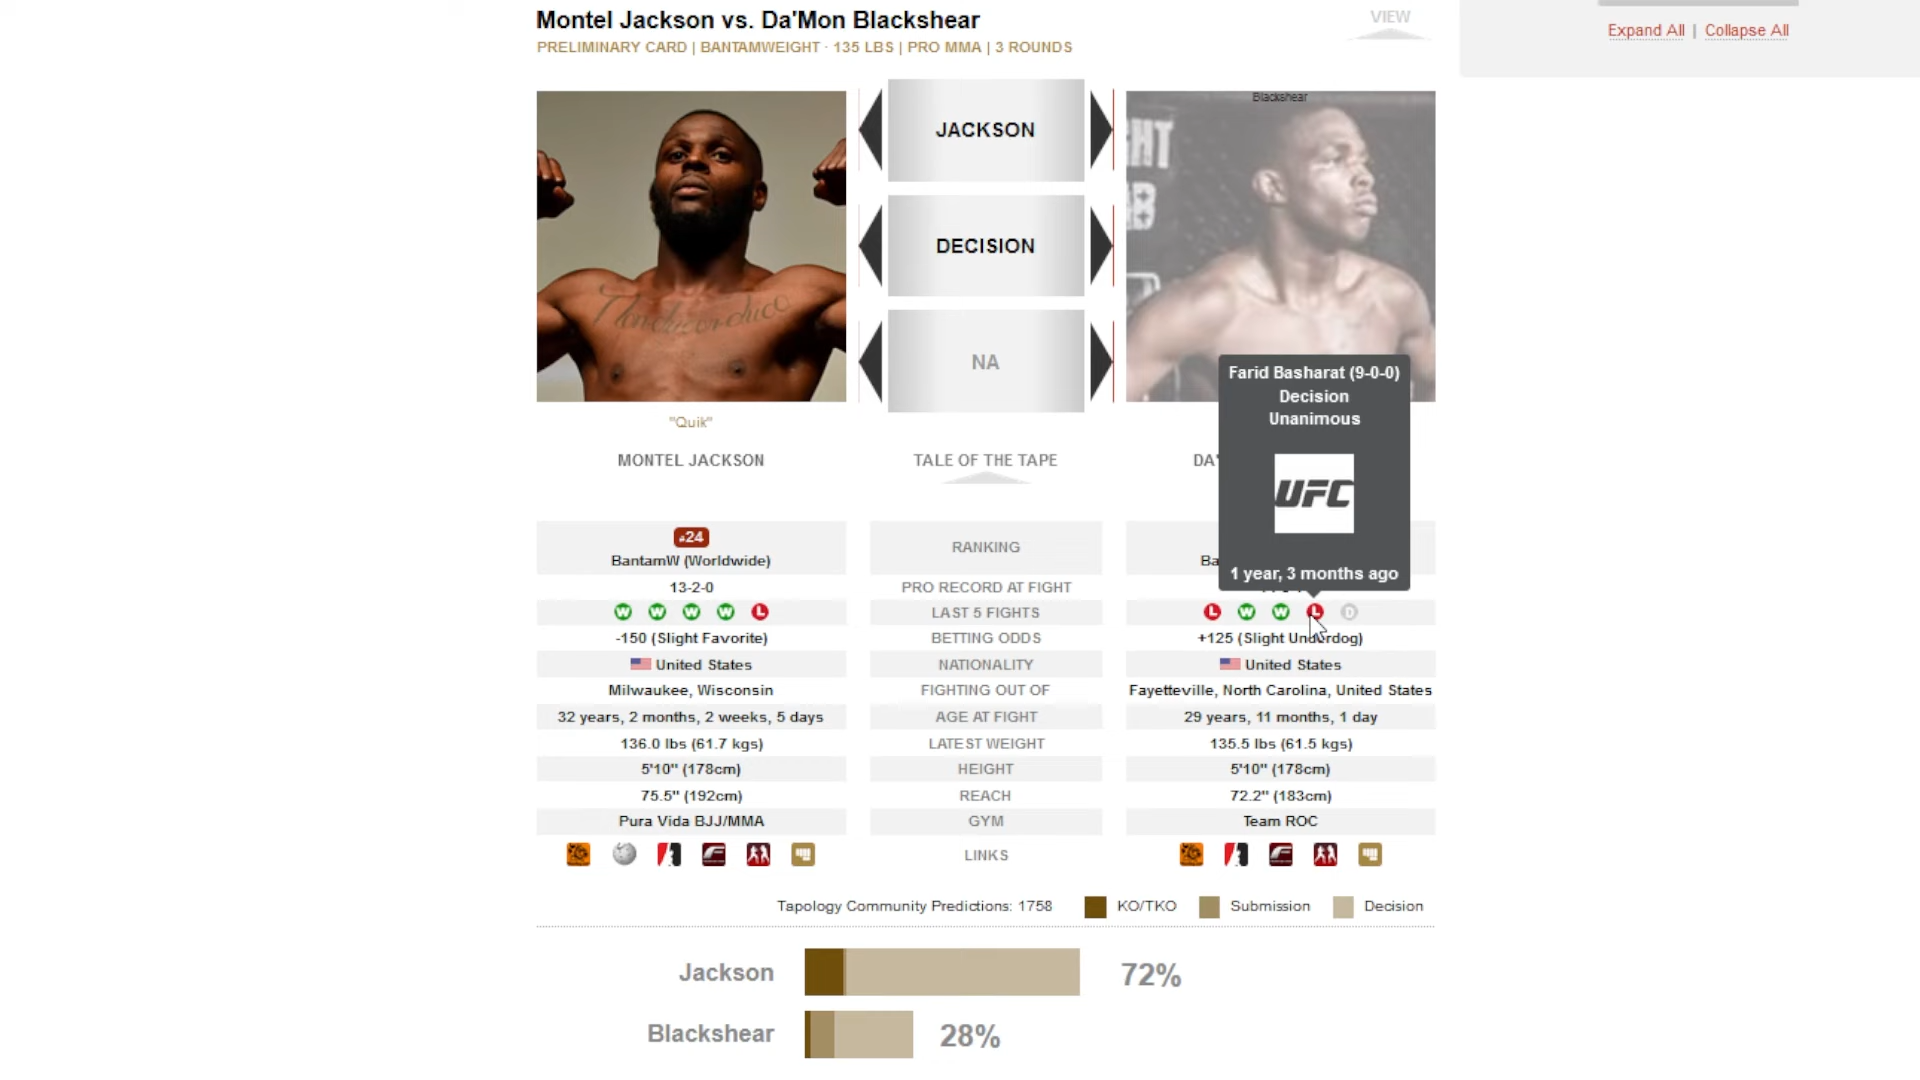 Montel Jackson vs. Da'Mon Blackshear
PRELIMINARY CARD | BANTAMWEIGHT · 135 LBS | PRO MMA | 3 ROUNDS
VIEW
Expand All | Collapse All
JACKSON
DECISION
NA
Blackshear
"Quik"
MONTEL JACKSON
TALE OF THE TAPE
DA'
Farid Basharat (9-0-0)
Decision
Unanimous
UFC
1 year, 3 months ago
24
BantamW (Worldwide)
RANKING
Ba
13-2-0
PRO RECORD AT FIGHT
W W W W L
LAST 5 FIGHTS
L W W L D
-150 (Slight Favorite)
BETTING ODDS
+125 (Slight Underdog)
United States
NATIONALITY
United States
Milwaukee, Wisconsin
FIGHTING OUT OF
Fayetteville, North Carolina, United States
32 years, 2 months, 2 weeks, 5 days
AGE AT FIGHT
29 years, 11 months, 1 day
136.0 lbs (61.7 kgs)
LATEST WEIGHT
135.5 lbs (61.5 kgs)
5'10" (178cm)
HEIGHT
5'10" (178cm)
75.5" (192cm)
REACH
72.2" (183cm)
Pura Vida BJJ/MMA
GYM
Team ROC
LINKS
Tapology Community Predictions: 1758
KO/TKO
Submission
Decision
Jackson
72%
Blackshear
28%